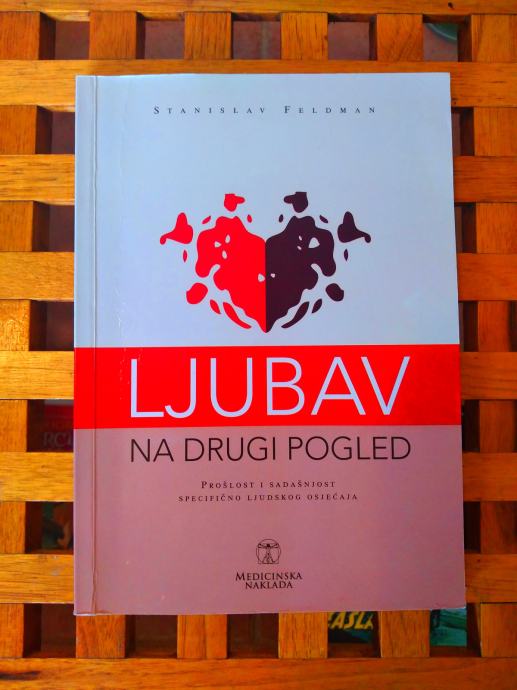 STANISLAV FELDMAN
LJUBAV
NA DRUGI POGLED
PROŠLOST I SADAŠNJOST
SPECIFIČNO LJUDSKOG OSJEĆAJA
MEDICINSKA
NAKLADA